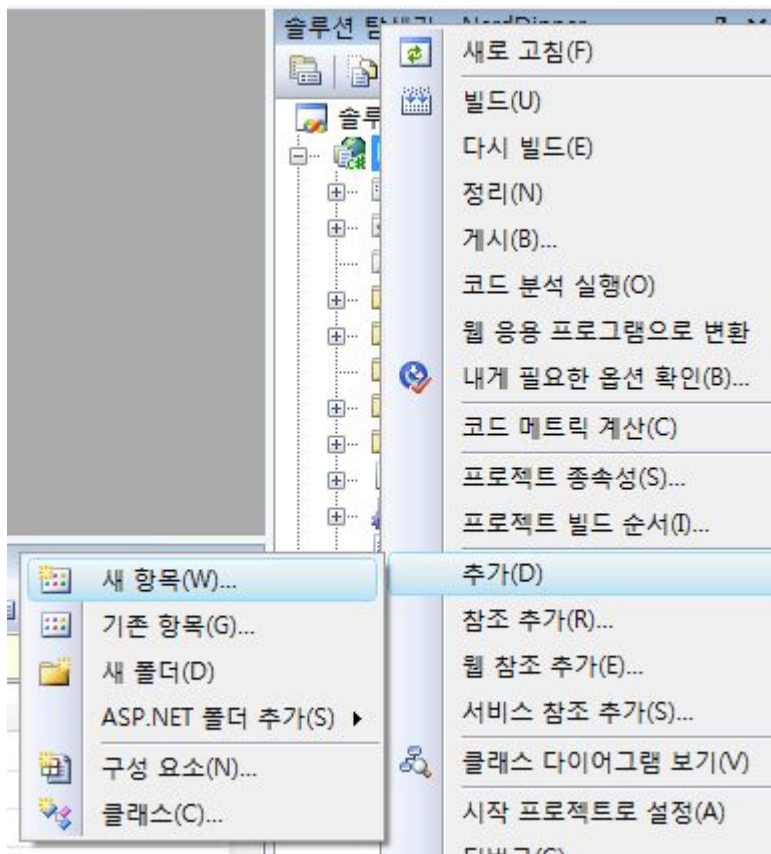 솔루션
새로 고침(F)
솔루
빌드(U)
다시 빌드(E)
정리(N)
게시(B)...
코드 분석 실행(O)
웹 응용 프로그램으로 변환
내게 필요한 옵션 확인(B)...
코드 메트릭 계산(C)
프로젝트 종속성(S)...
프로젝트 빌드 순서(I)...
추가(D)
참조 추가(R)...
웹 참조 추가(E)...
서비스 참조 추가(S)...
클래스 다이어그램 보기(V)
시작 프로젝트로 설정(A)
새 항목(W)...
기존 항목(G)...
새 폴더(D)
ASP.NET 폴더 추가(S)
구성 요소(N)...
클래스(C)...